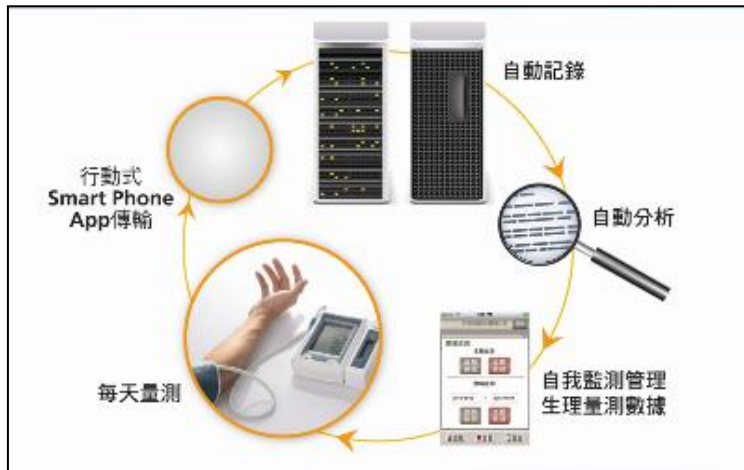 自動記錄
行動式
Smart Phone
App傳輸
自動分析
每天量測
自我監測管理
生理量測數據